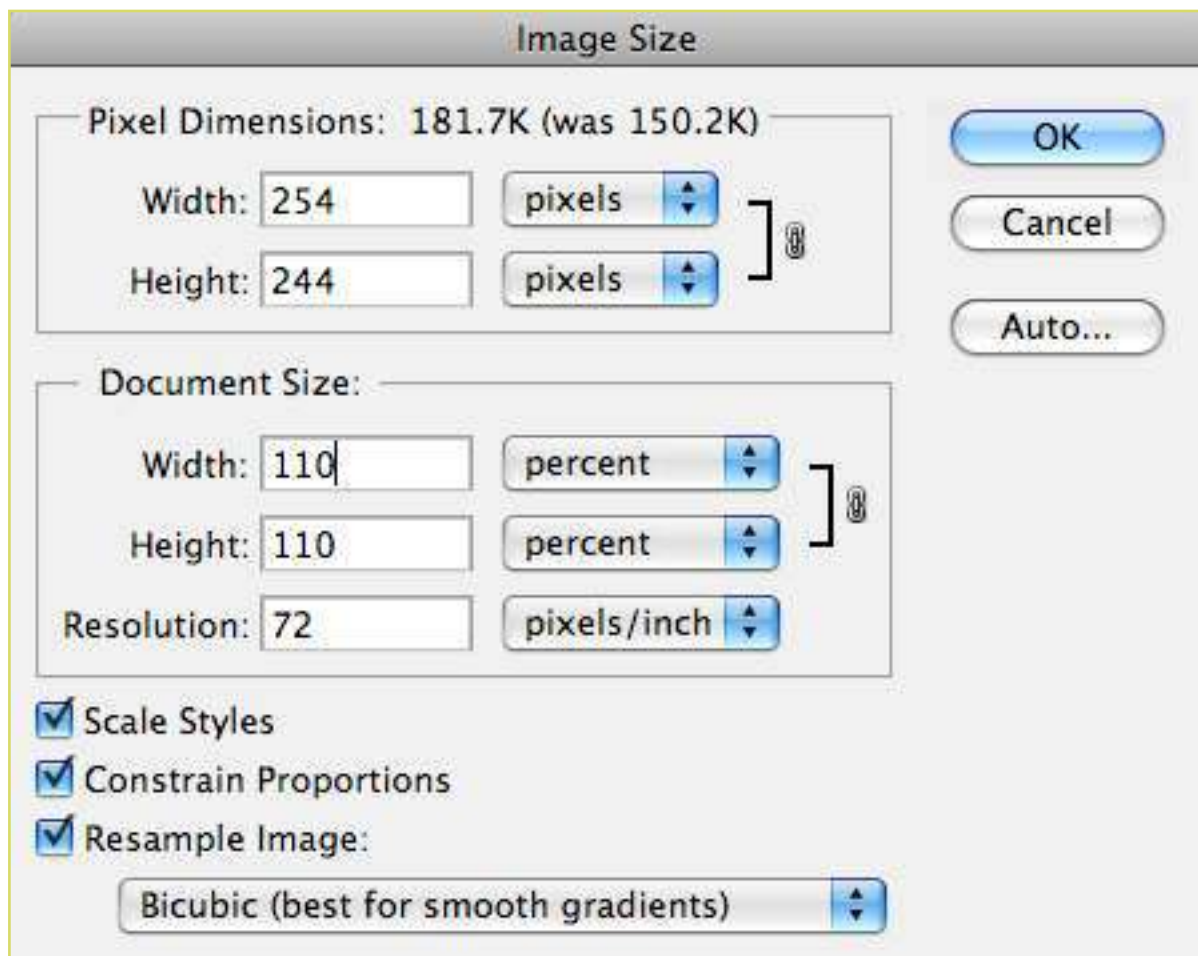 Image Size
Pixel Dimensions: 181.7K (was 150.2K)
Width: 254 pixels
Height: 244 pixels
OK
Cancel
Auto...
Document Size:
Width: 110 percent
Height: 110 percent
Resolution: 72 pixels/inch
Scale Styles
Constrain Proportions
Resample Image:
Bicubic (best for smooth gradients)